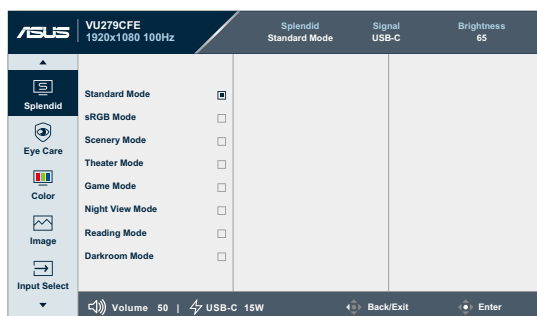 ASUS
VU279CFE
1920x1080 100Hz
Splendid
Standard Mode
Signal
USB-C
Brightness
65
Splendid
Eye Care
Color
Image
Input Select
Standard Mode
sRGB Mode
Scenery Mode
Theater Mode
Game Mode
Night View Mode
Reading Mode
Darkroom Mode
Volume 50 | USB-C 15W
Back/Exit
Enter